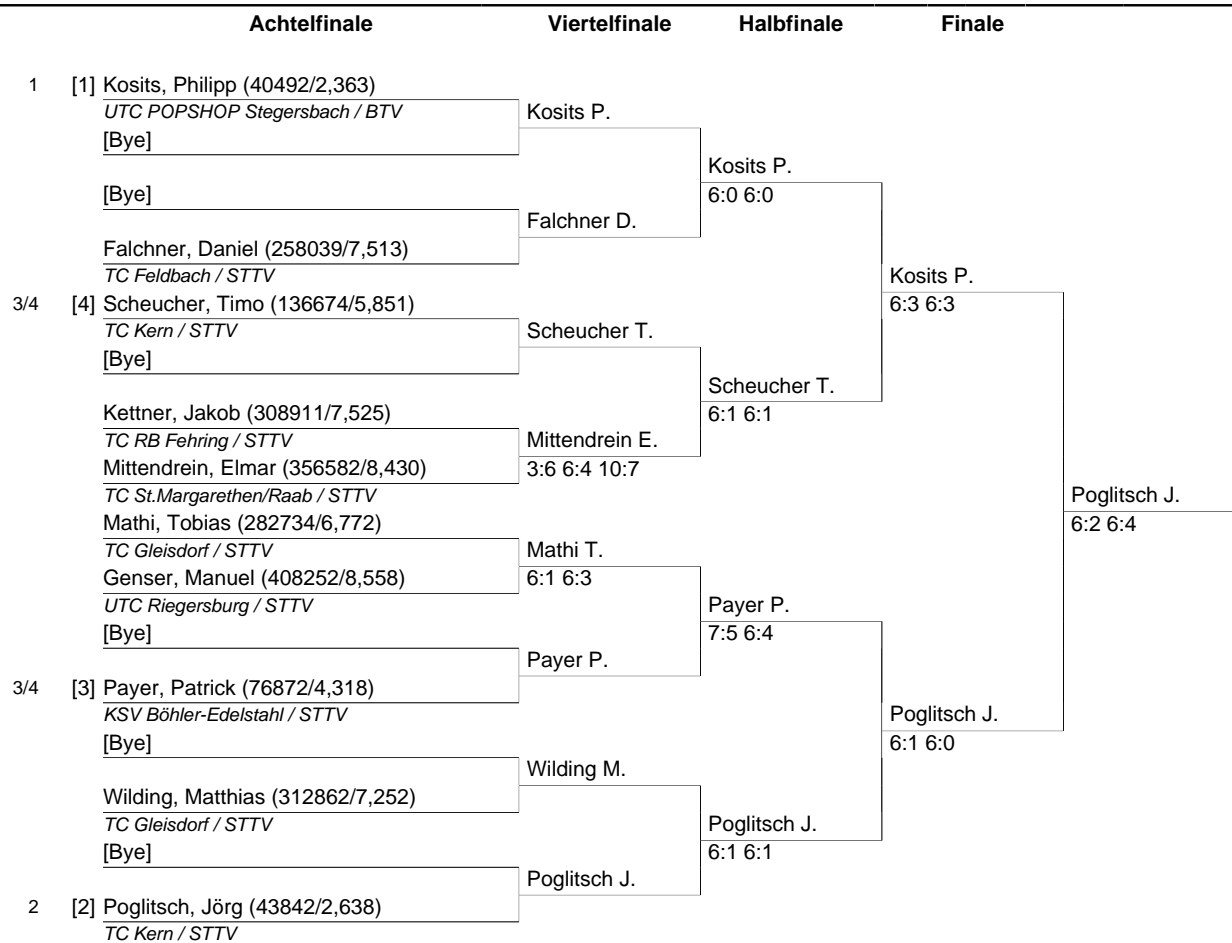 Achtelfinale Viertelfinale Halbfinale Finale
1 [1] Kosits, Philipp (40492/2,363)
UTC POPSHOP Stegersbach / BTV Kosits P.
[Bye]
Kosits P.
[Bye] 6:0 6:0
Falchner D.
Falchner, Daniel (258039/7,513)
TC Feldbach / STTV Kosits P.
3/4 [4] Scheucher, Timo (136674/5,851) 6:3 6:3
TC Kern / STTV Scheucher T.
[Bye]
Scheucher T.
Kettner, Jakob (308911/7,525) 6:1 6:1
TC RB Fehring / STTV Mittendrein E.
Mittendrein, Elmar (356582/8,430) 3:6 6:4 10:7
TC St.Margarethen/Raab / STTV Poglitsch J.
Mathi, Tobias (282734/6,772) 6:2 6:4
TC Gleisdorf / STTV Mathi T.
Genser, Manuel (408252/8,558) 6:1 6:3
UTC Riegersburg / STTV Payer P.
[Bye] 7:5 6:4
Payer P.
3/4 [3] Payer, Patrick (76872/4,318)
KSV Böhler-Edelstahl / STTV Poglitsch J.
[Bye] 6:1 6:0
Wilding M.
Wilding, Matthias (312862/7,252)
TC Gleisdorf / STTV Poglitsch J.
[Bye] 6:1 6:1
Poglitsch J.
2 [2] Poglitsch, Jörg (43842/2,638)
TC Kern / STTV